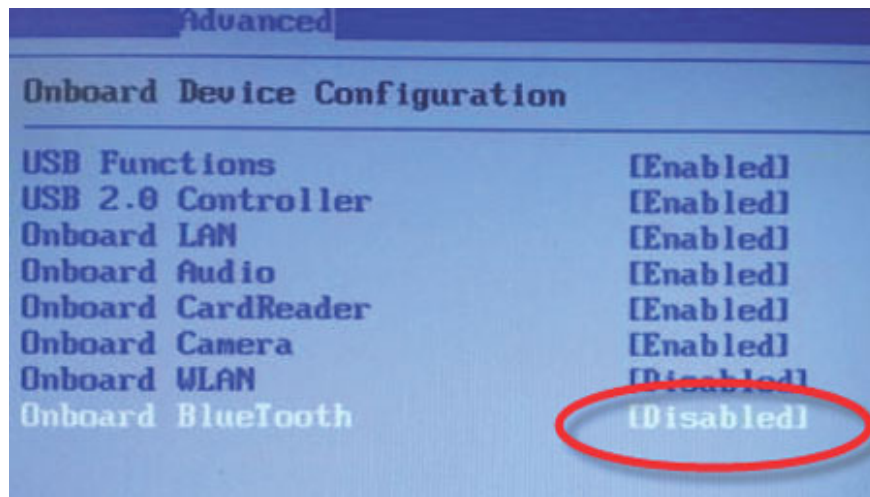 Advanced
Onboard Device Configuration
USB Functions [Enabled]
USB 2.0 Controller [Enabled]
Onboard LAN [Enabled]
Onboard Audio [Enabled]
Onboard CardReader [Enabled]
Onboard Camera [Enabled]
Onboard WLAN [Disabled]
Onboard BlueTooth [Disabled]